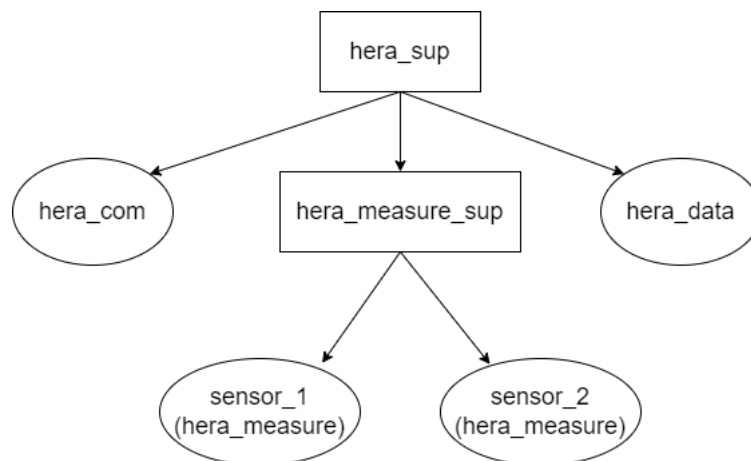 hera_sup
hera_com
hera_measure_sup
hera_data
sensor_1
(hera_measure)
sensor_2
(hera_measure)